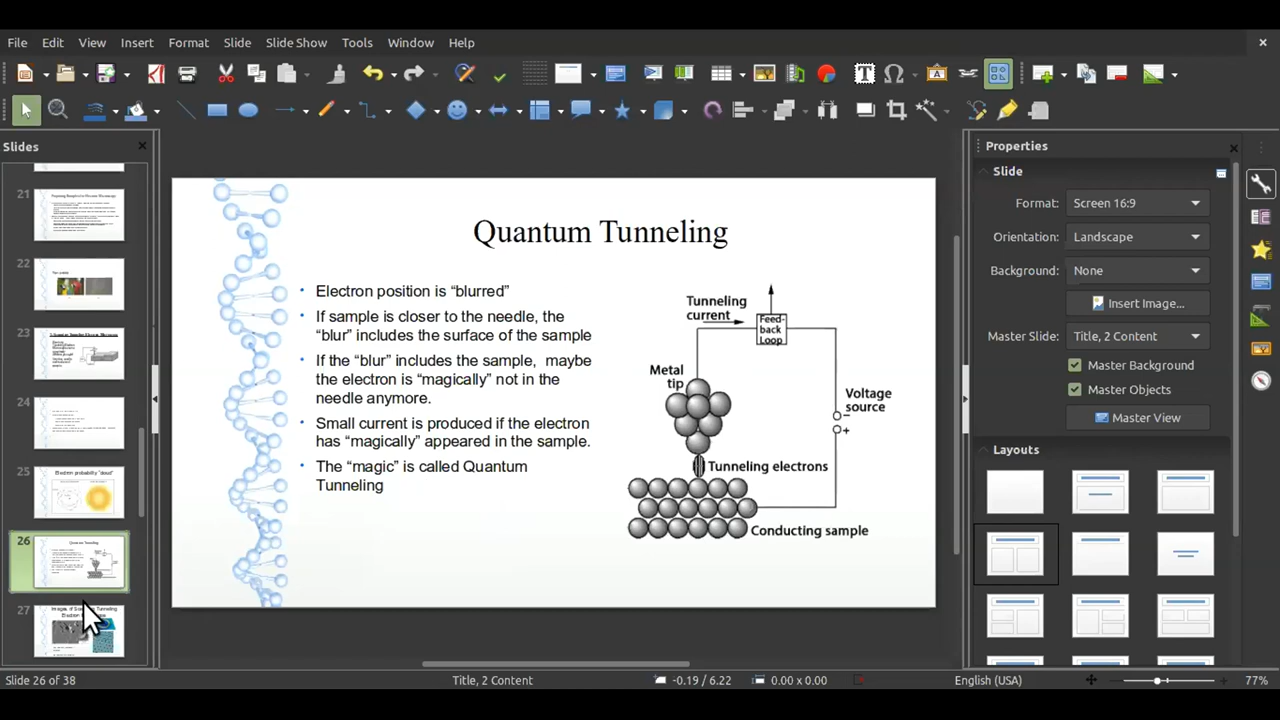 File Edit View Insert Format Slide Slide Show Tools Window Help
Slides
21
22
23
24
25
Electron probability "cloud"
26
Quantum Tunneling
27
Quantum Tunneling
• Electron position is “blurred”
• If sample is closer to the needle, the
“blur” includes the surface of the sample
• If the “blur” includes the sample, maybe
the electron is “magically” not in the
needle anymore.
• Small current is produced if the electron
has “magically” appeared in the sample.
• The “magic” is called Quantum
Tunneling
Tunneling
current
Feed-
back
Loop
Metal
tip
Voltage
source
−
+
Tunneling electrons
Conducting sample
Properties
Slide
Format: Screen 16:9
Orientation: Landscape
Background: None
Insert Image...
Master Slide: Title, 2 Content
Master Background
Master Objects
Master View
Layouts
Slide 26 of 38 Title, 2 Content -0.19 / 6.22 0.00 x 0.00 English (USA) 77%